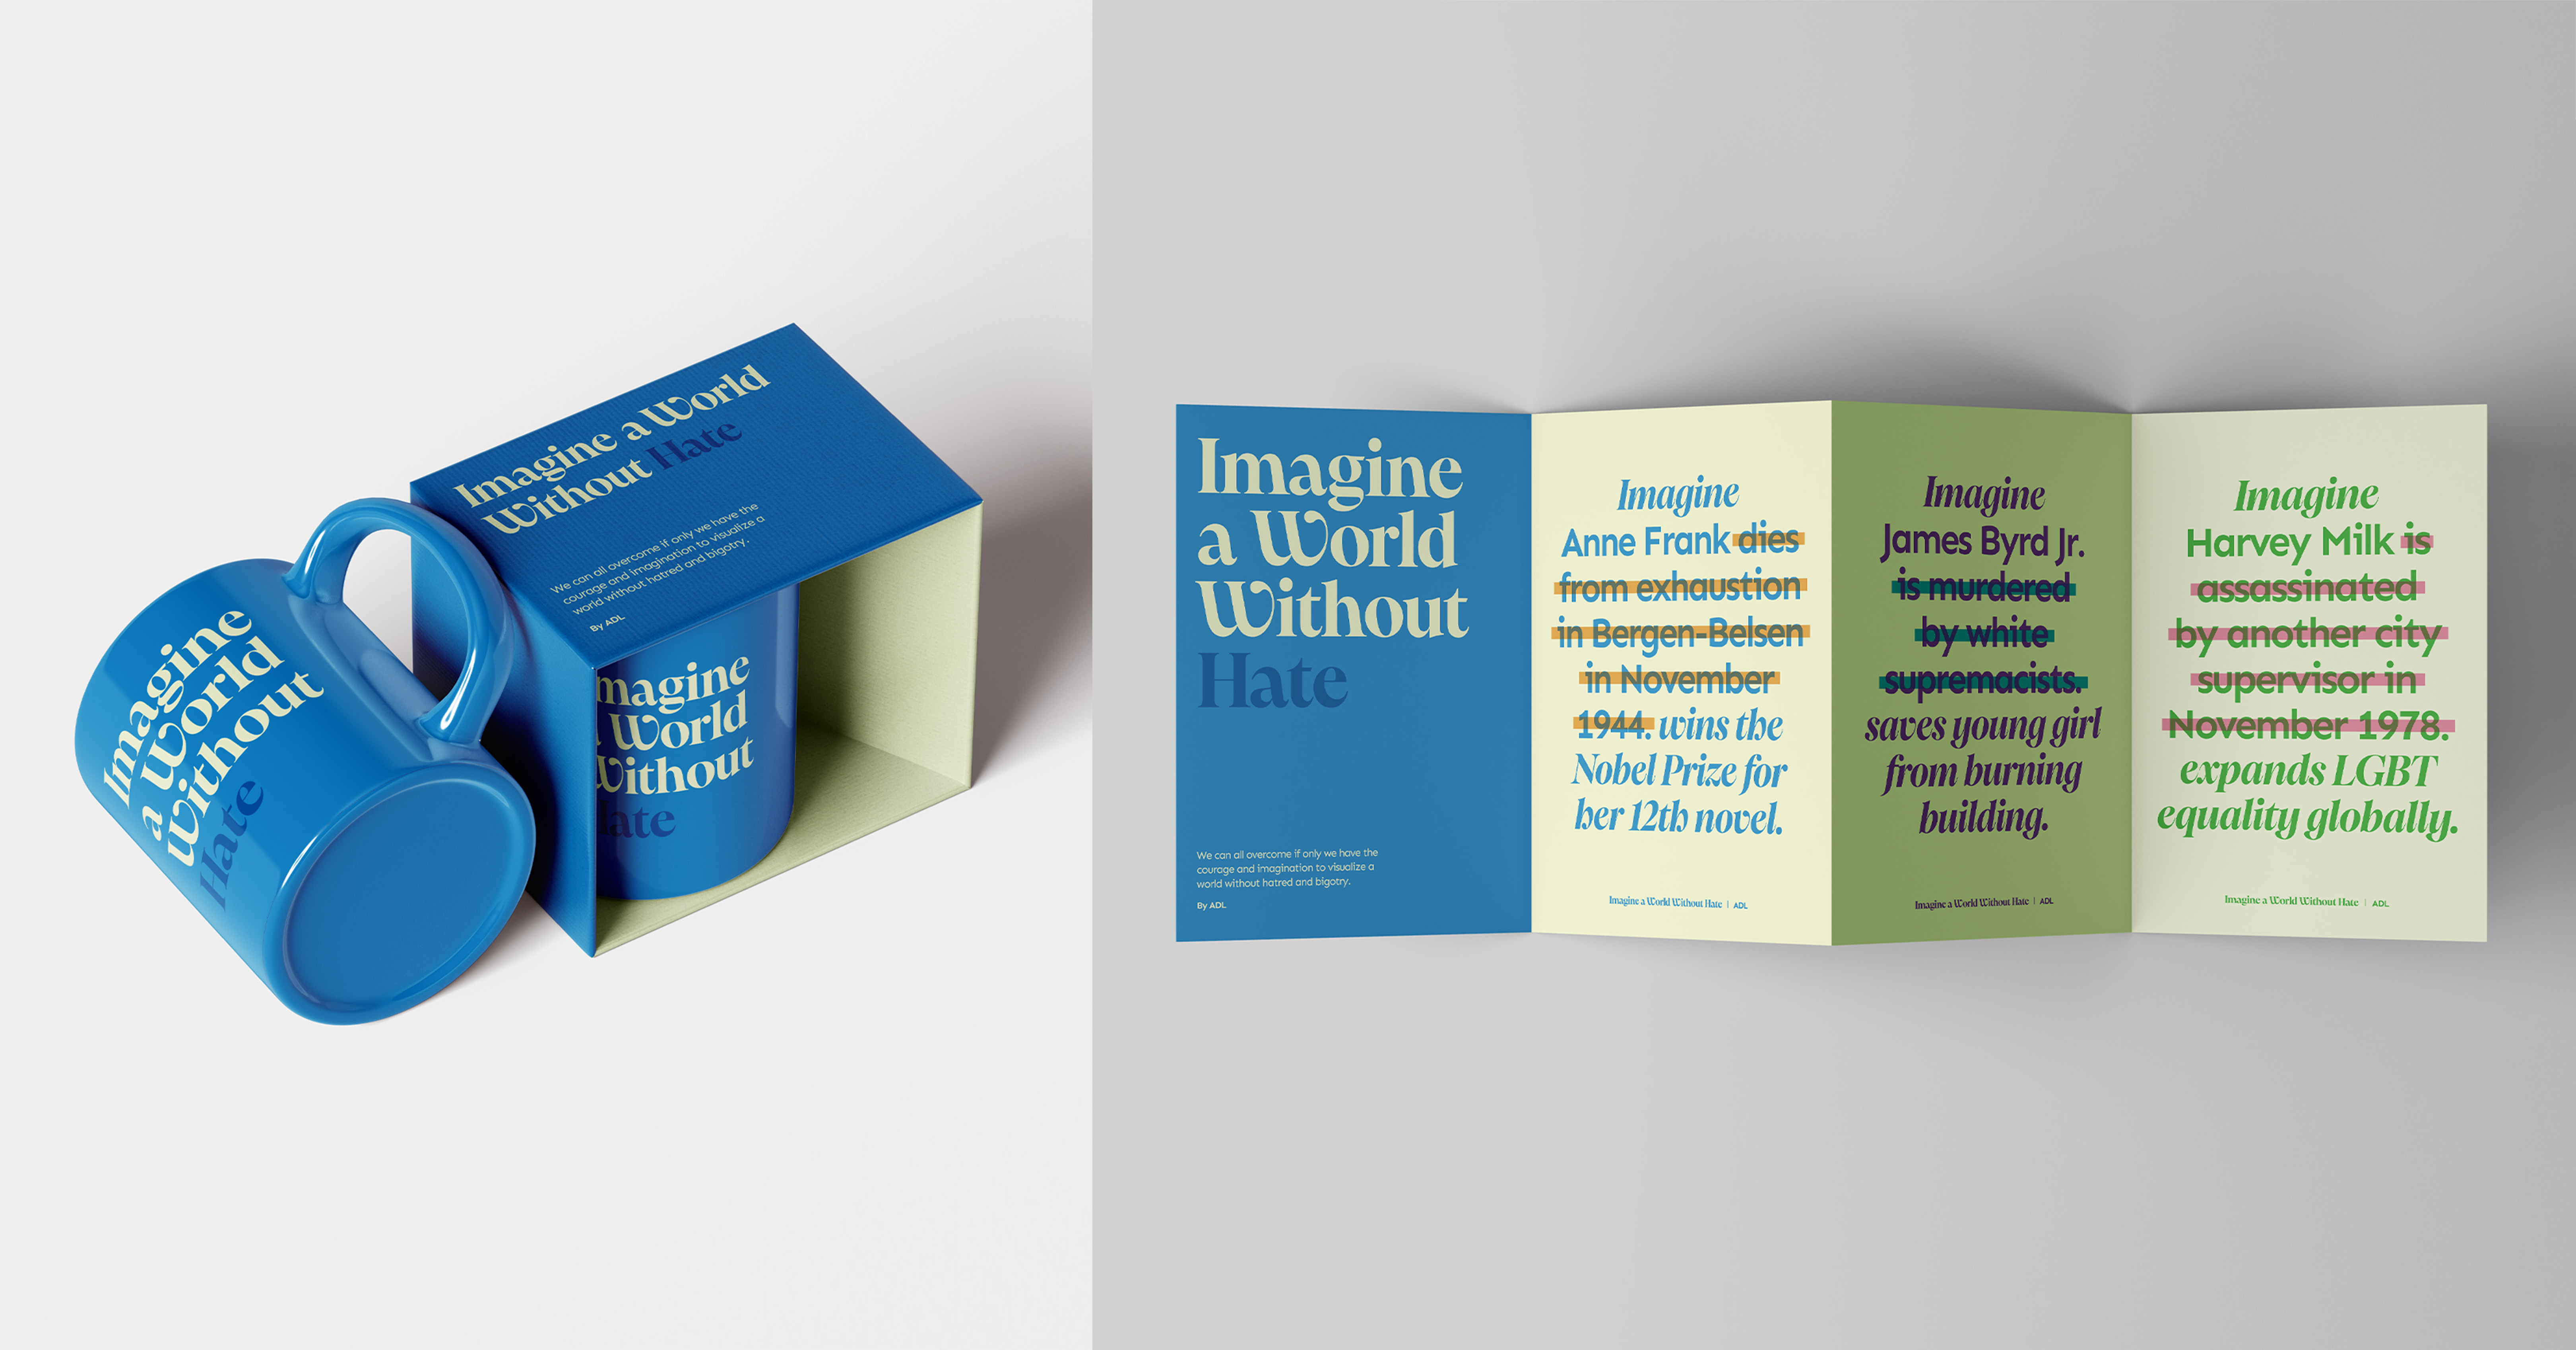 Imagine
a World
Without
Hate
Imagine a World
Without Hate
We can all overcome if only we have the
courage and imagination to visualize a
world without hatred and bigotry.
By ADL
magine
World
Without
ate
Imagine
a World
Without
Hate
We can all overcome if only we have the
courage and imagination to visualize a
world without hatred and bigotry.
By ADL
Imagine
Anne Frank dies
from exhaustion
in Bergen-Belsen
in November
1944. wins the
Nobel Prize for
her 12th novel.
Imagine a World Without Hate | ADL
Imagine
James Byrd Jr.
is murdered
by white
supremacists.
saves young girl
from burning
building.
Imagine a World Without Hate | ADL
Imagine
Harvey Milk is
assassinated
by another city
supervisor in
November 1978.
expands LGBT
equality globally.
Imagine a World Without Hate | ADL